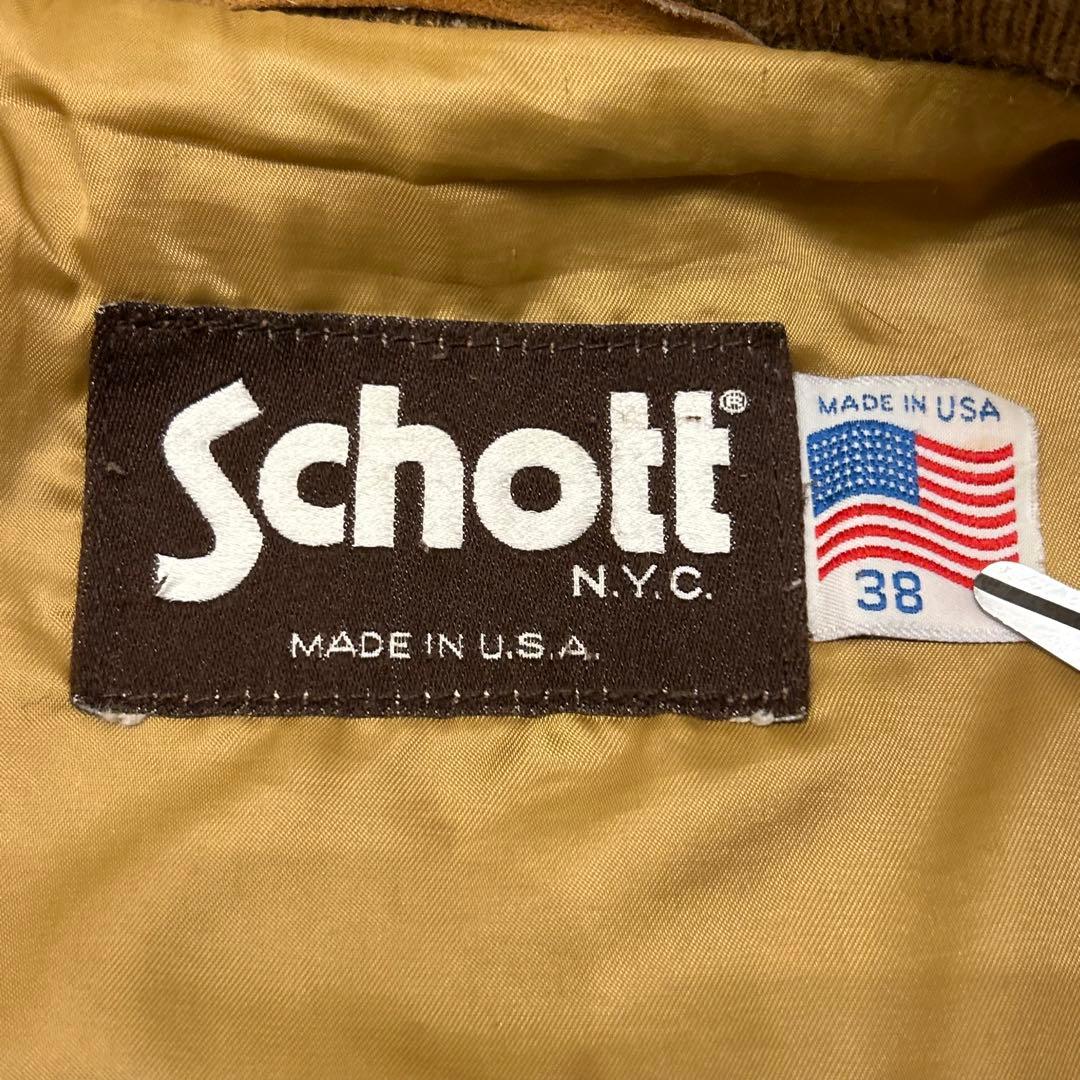 Schott®
N.Y.C.
MADE IN U.S.A.
MADE IN USA
38